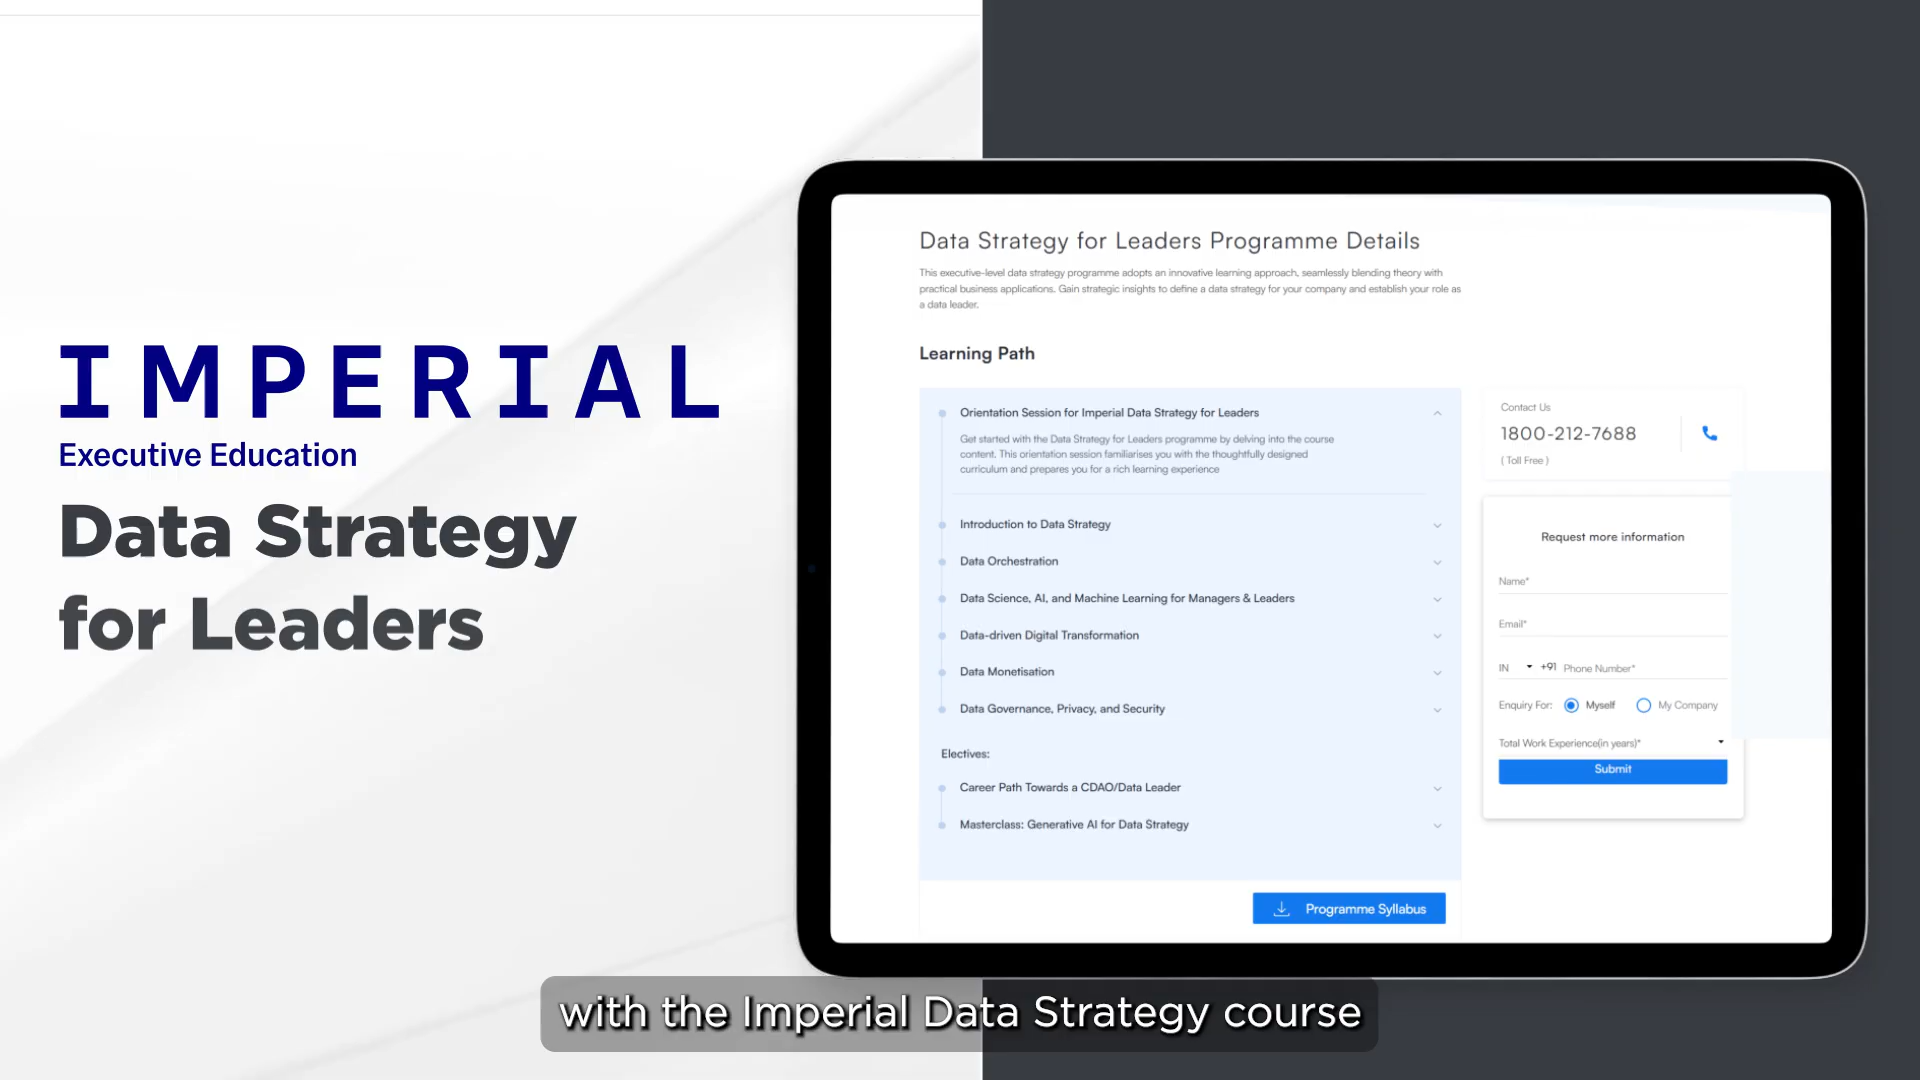 IMPERIAL
Executive Education
Data Strategy
for Leaders
Data Strategy for Leaders Programme Details
This executive-level data strategy programme adopts an innovative learning approach, seamlessly blending theory with
practical business applications. Gain strategic insights to define a data strategy for your company and establish your role as
a data leader.
Learning Path
Orientation Session for Imperial Data Strategy for Leaders
Get started with the Data Strategy for Leaders programme by delving into the course
content. This orientation session familiarises you with the thoughtfully designed
curriculum and prepares you for a rich learning experience
Introduction to Data Strategy
Data Orchestration
Data Science, AI, and Machine Learning for Managers & Leaders
Data-driven Digital Transformation
Data Monetisation
Data Governance, Privacy, and Security
Electives:
Career Path Towards a CDAO/Data Leader
Masterclass: Generative AI for Data Strategy
Programme Syllabus
Contact Us
1800-212-7688
( Toll Free )
Request more information
Name*
Email*
IN +91 Phone Number*
Enquiry For: Myself My Company
Total Work Experience(in years)*
Submit
with the Imperial Data Strategy course